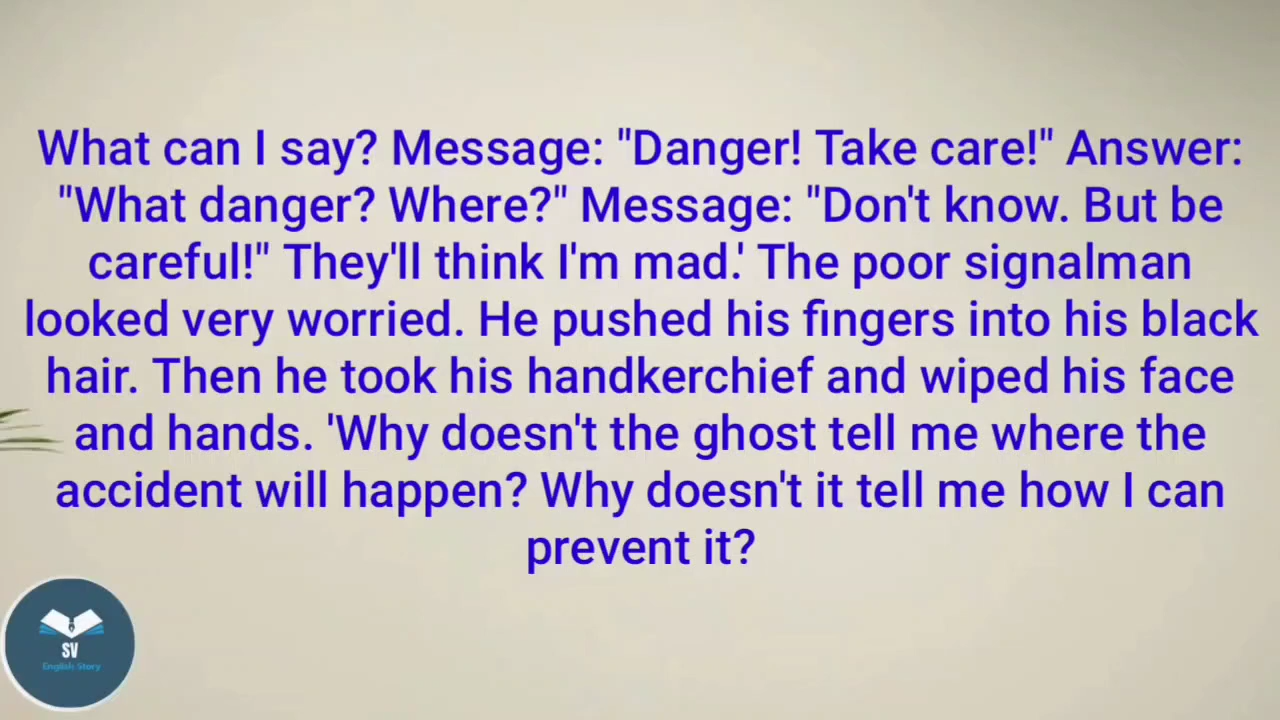 What can I say? Message: "Danger! Take care!" Answer:
"What danger? Where?" Message: "Don't know. But be
careful!" They'll think I'm mad.' The poor signalman
looked very worried. He pushed his fingers into his black
hair. Then he took his handkerchief and wiped his face
and hands. 'Why doesn't the ghost tell me where the
accident will happen? Why doesn't it tell me how I can
prevent it?
SV
English Story